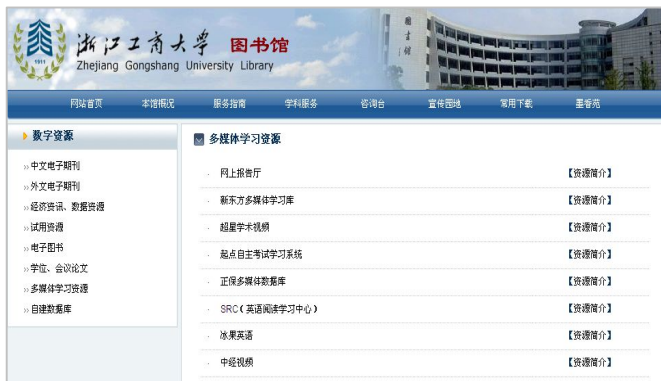 1911
浙江工商大学 图书馆
Zhejiang Gongshang University Library
图书馆
网站首页 本馆概况 服务指南 学科服务 咨询台 宣传园地 常用下载 墨香苑
数字资源
›› 中文电子期刊
›› 外文电子期刊
›› 经济资讯、数据资源
›› 试用资源
›› 电子图书
›› 学位、会议论文
›› 多媒体学习资源
›› 自建数据库
多媒体学习资源
· 网上报告厅 【资源简介】
· 新东方多媒体学习库 【资源简介】
· 超星学术视频 【资源简介】
· 起点自主考试学习系统 【资源简介】
· 正保多媒体数据库 【资源简介】
· SRC（英语阅读学习中心） 【资源简介】
· 冰果英语 【资源简介】
· 中经视频 【资源简介】